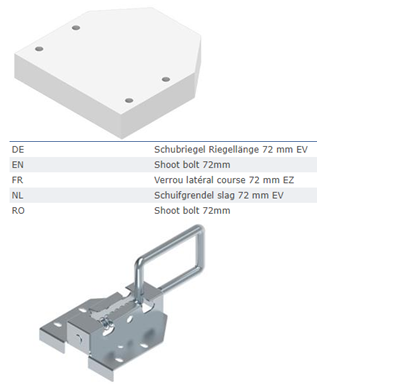 DE Schubriegel Riegellänge 72 mm EV
EN Shoot bolt 72mm
FR Verrou latéral course 72 mm EZ
NL Schuifgrendel slag 72 mm EV
RO Shoot bolt 72mm